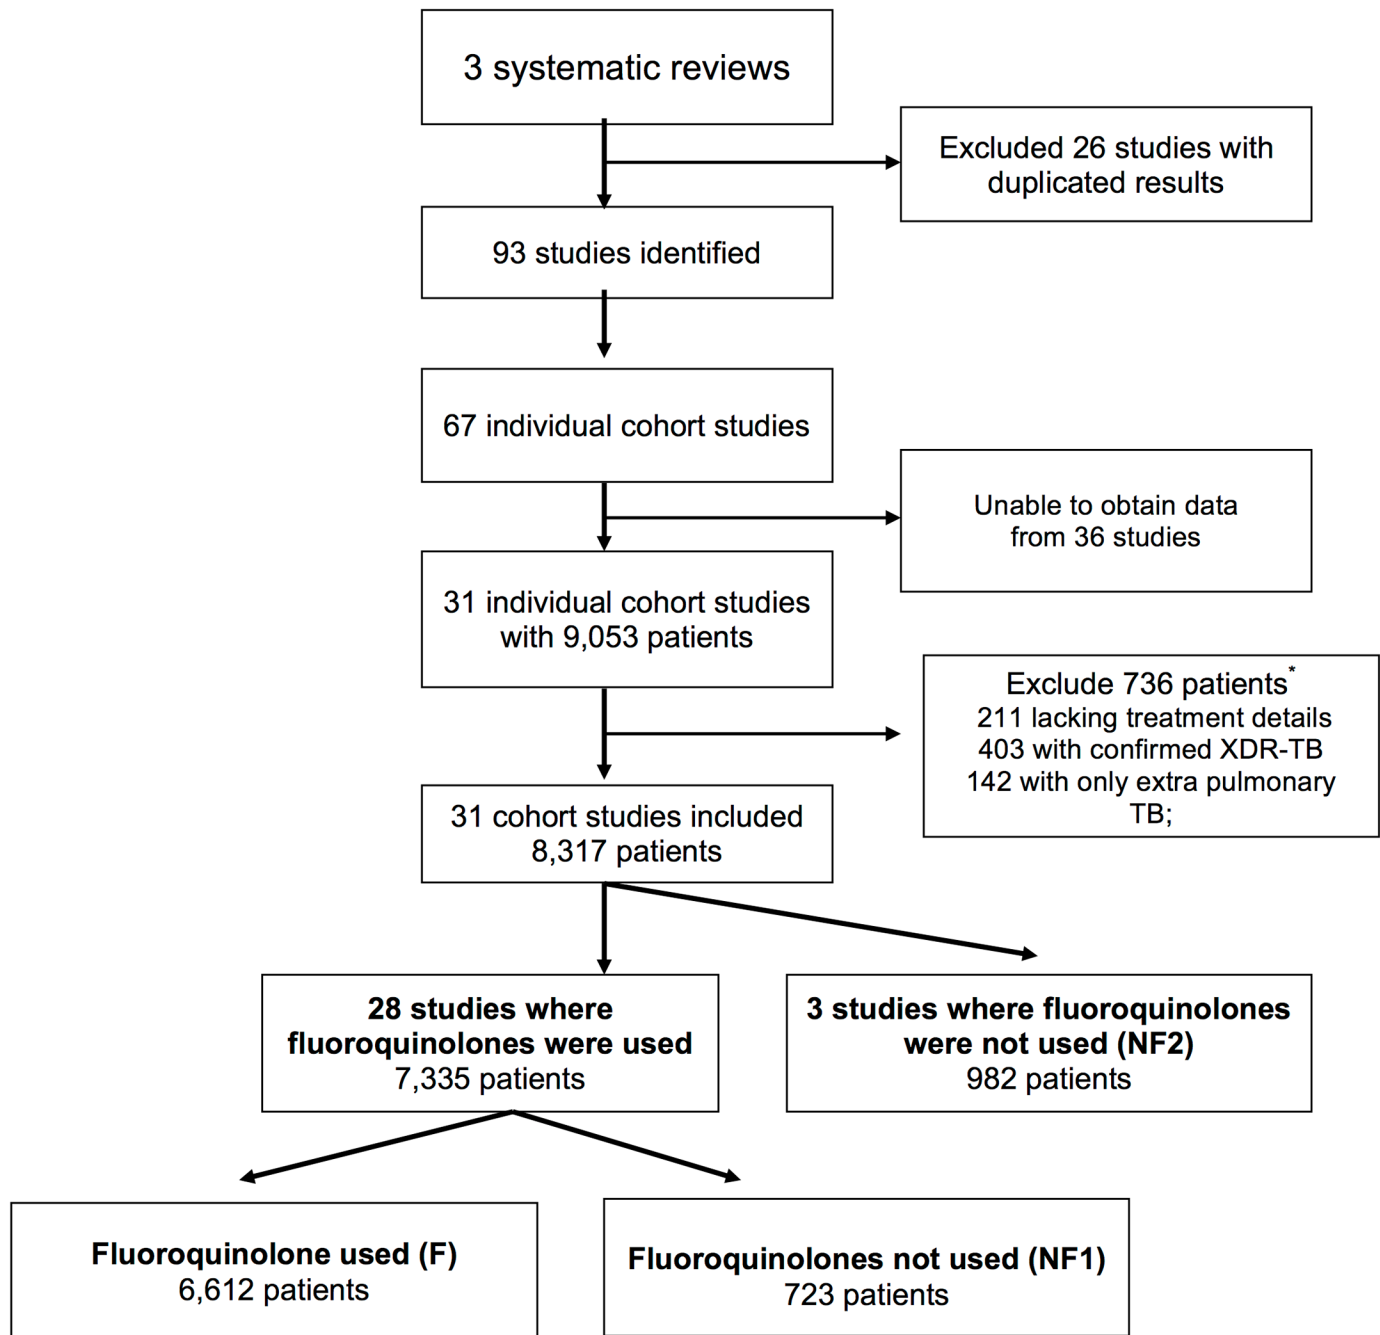 3 systematic reviews
Excluded 26 studies with
duplicated results
93 studies identified
67 individual cohort studies
Unable to obtain data
from 36 studies
31 individual cohort studies
with 9,053 patients
Exclude 736 patients*
211 lacking treatment details
403 with confirmed XDR-TB
142 with only extra pulmonary
TB;
31 cohort studies included
8,317 patients
28 studies where
fluoroquinolones were used
7,335 patients
3 studies where fluoroquinolones
were not used (NF2)
982 patients
Fluoroquinolone used (F)
6,612 patients
Fluoroquinolones not used (NF1)
723 patients